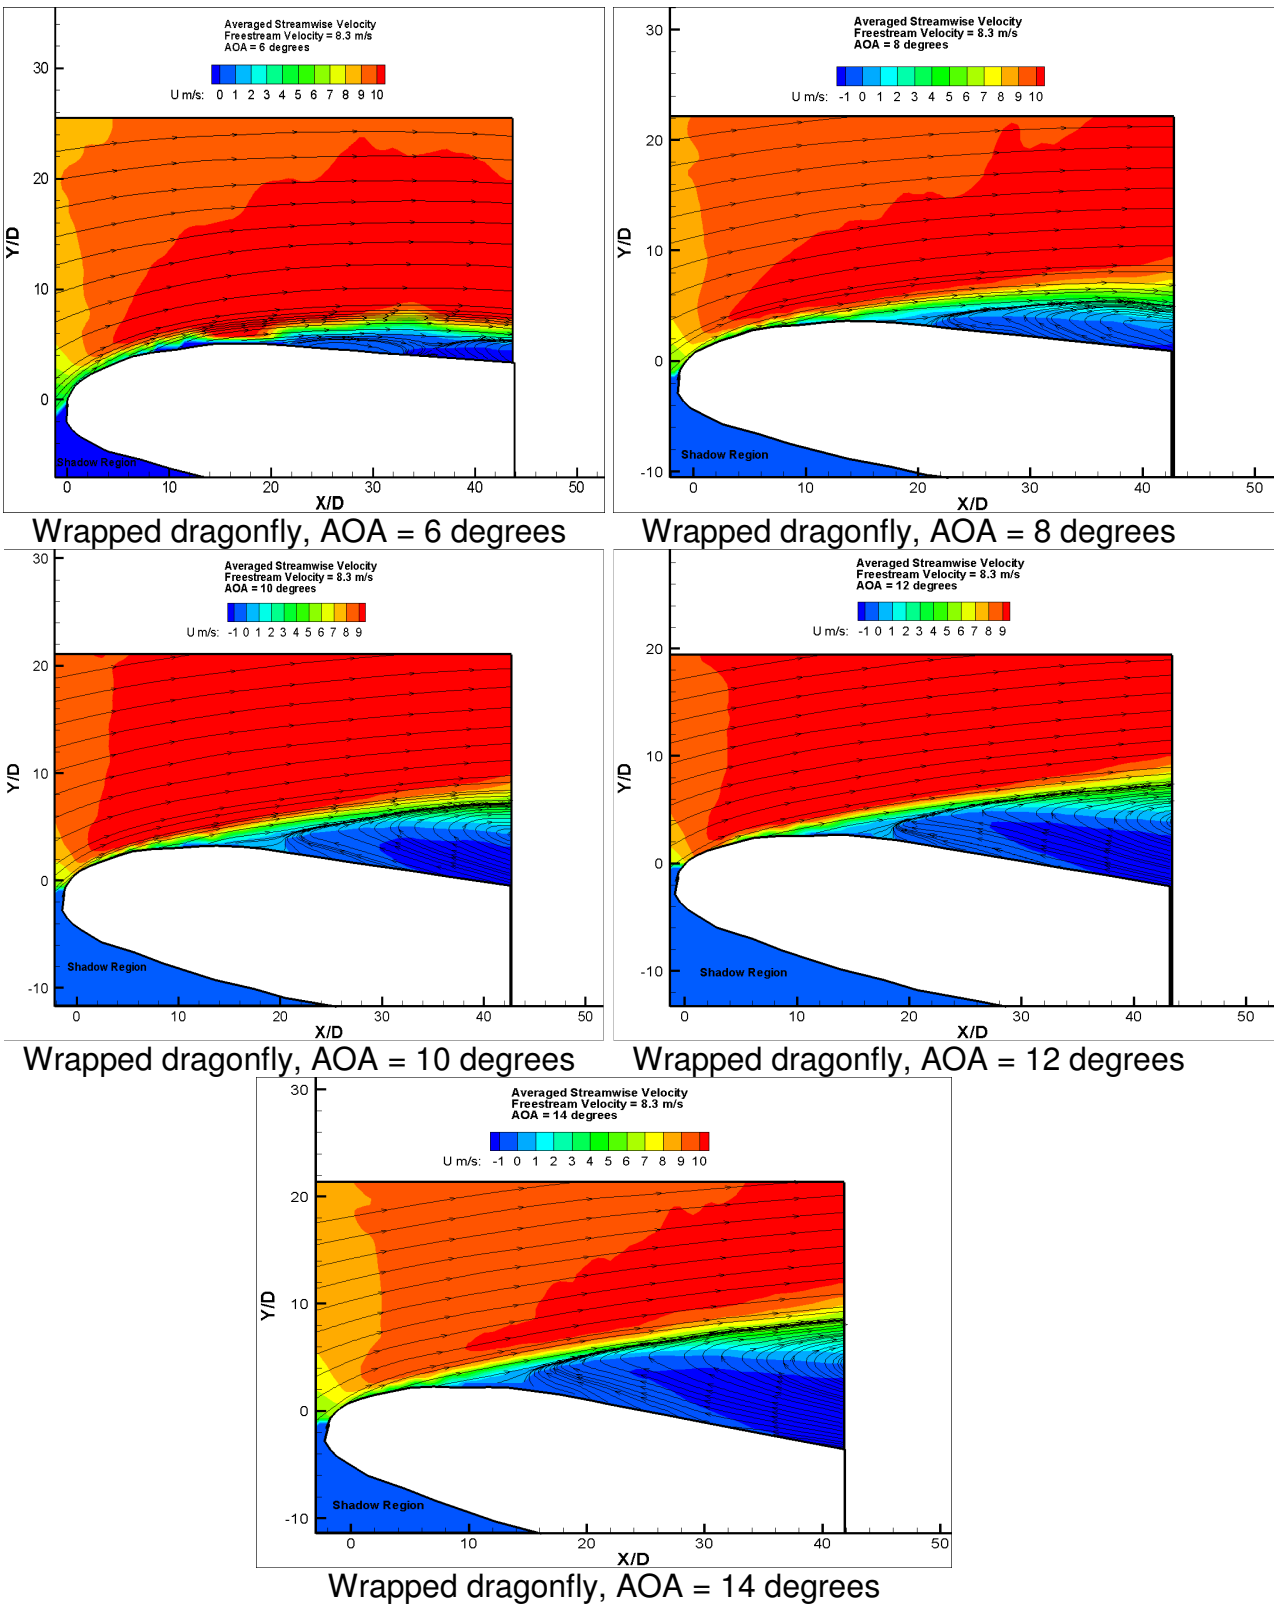 Averaged Streamwise Velocity
Freestream Velocity = 8.3 m/s
AOA = 6 degrees
U m/s: 0 1 2 3 4 5 6 7 8 9 10
30
20
10
0
Y/D
Shadow Region
0 10 20 30 40 50
X/D
Wrapped dragonfly, AOA = 6 degrees
Averaged Streamwise Velocity
Freestream Velocity = 8.3 m/s
AOA = 8 degrees
U m/s: -1 0 1 2 3 4 5 6 7 8 9 10
30
20
10
0
-10
Y/D
Shadow Region
0 10 20 30 40 50
X/D
Wrapped dragonfly, AOA = 8 degrees
Averaged Streamwise Velocity
Freestream Velocity = 8.3 m/s
AOA = 10 degrees
U m/s: -1 0 1 2 3 4 5 6 7 8 9
30
20
10
0
-10
Y/D
Shadow Region
0 10 20 30 40 50
X/D
Wrapped dragonfly, AOA = 10 degrees
Averaged Streamwise Velocity
Freestream Velocity = 8.3 m/s
AOA = 12 degrees
U m/s: -1 0 1 2 3 4 5 6 7 8 9
20
10
0
-10
Y/D
Shadow Region
0 10 20 30 40 50
X/D
Wrapped dragonfly, AOA = 12 degrees
Averaged Streamwise Velocity
Freestream Velocity = 8.3 m/s
AOA = 14 degrees
U m/s: -1 0 1 2 3 4 5 6 7 8 9 10
30
20
10
0
-10
Y/D
Shadow Region
0 10 20 30 40 50
X/D
Wrapped dragonfly, AOA = 14 degrees